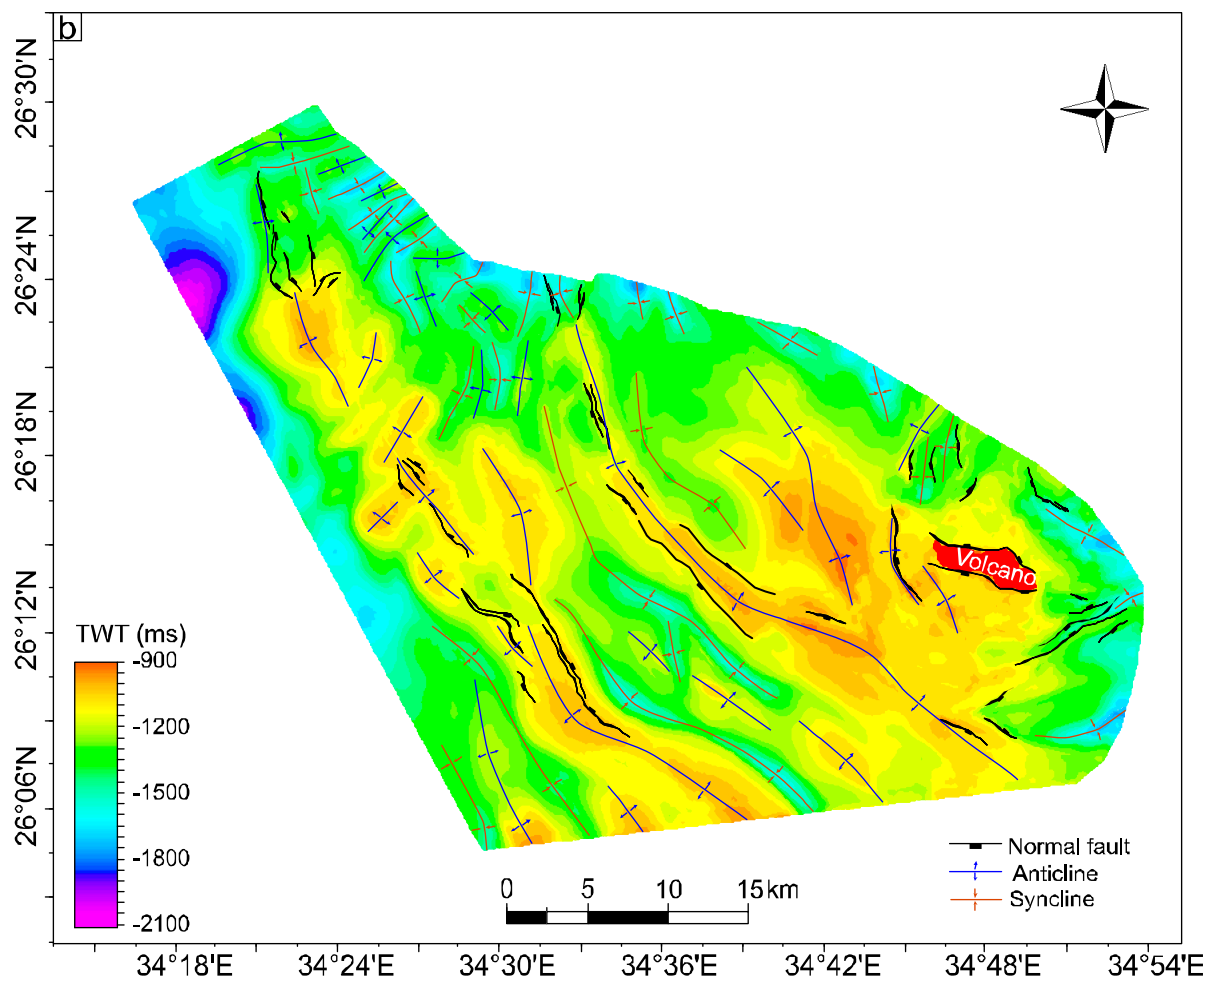 b
26°30'N
26°24'N
26°18'N
26°12'N
26°06'N
Volcano
TWT (ms)
-900
-1200
-1500
-1800
-2100
Normal fault
Anticline
Syncline
0 5 10 15 km
34°18'E 34°24'E 34°30'E 34°36'E 34°42'E 34°48'E 34°54'E